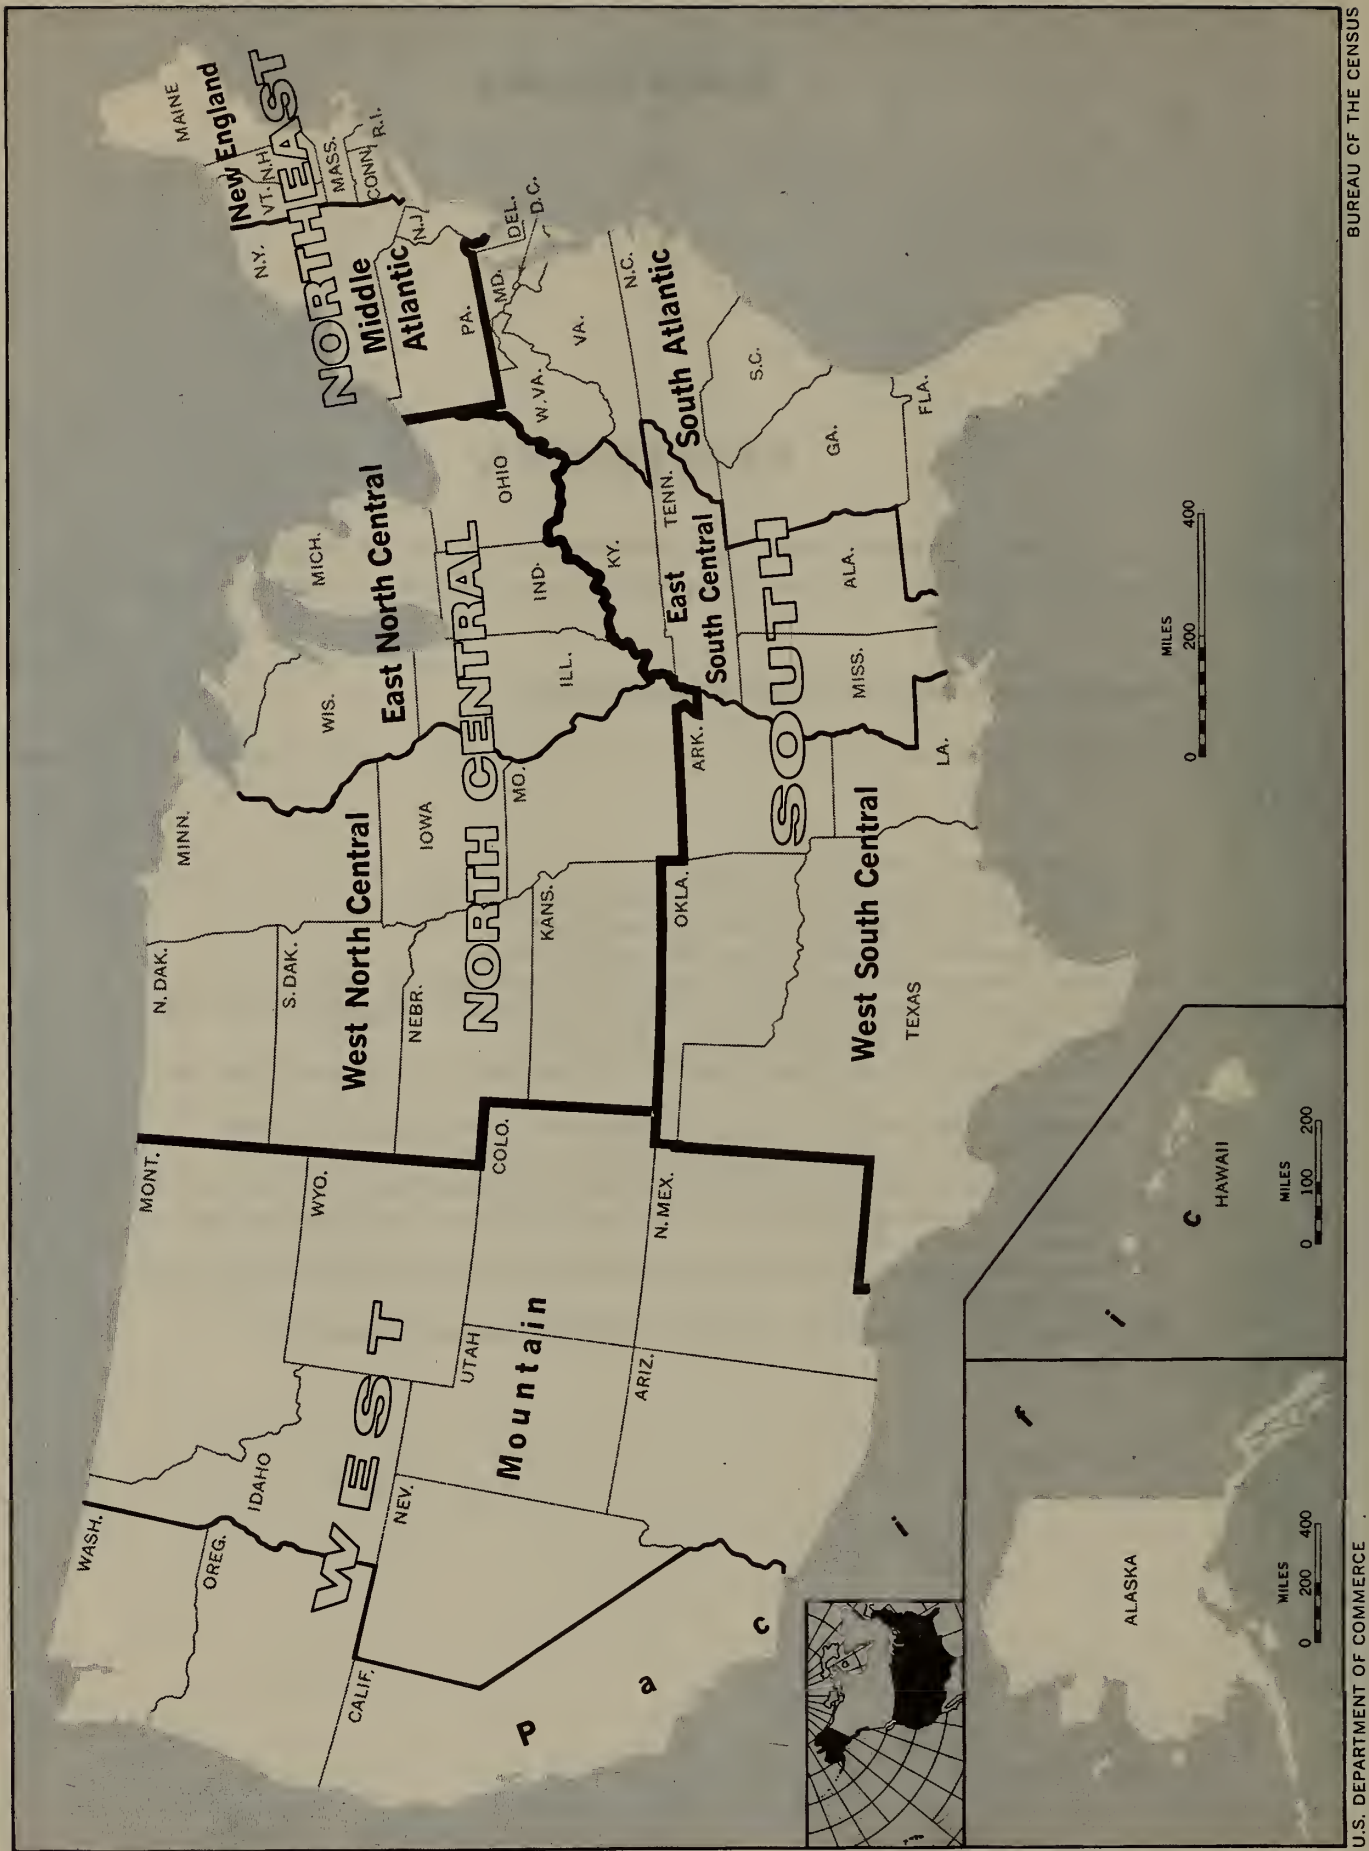 WASH.
OREG.
CALIF.
IDAHO
NEV.
MONT.
WYO.
UTAH
COLO.
ARIZ.
N. MEX.
WEST
Mountain
Pacific
N. DAK.
S. DAK.
NEBR.
KANS.
MINN.
IOWA
MO.
West North Central
NORTH CENTRAL
WIS.
MICH.
ILL.
IND.
OHIO
East North Central
NORTHEAST
New England
MAINE
VT.
N.H.
MASS.
CONN.
R.I.
Middle
Atlantic
N.Y.
N.J.
PA.
SOUTH
South Atlantic
DEL.
D.C.
MD.
VA.
W. VA.
N.C.
S.C.
GA.
FLA.
East
South Central
KY.
TENN.
ALA.
MISS.
West South Central
ARK.
LA.
OKLA.
TEXAS
ALASKA
MILES
0 200 400
HAWAII
MILES
0 100 200
MILES
0 200 400
U.S. DEPARTMENT OF COMMERCE
BUREAU OF THE CENSUS